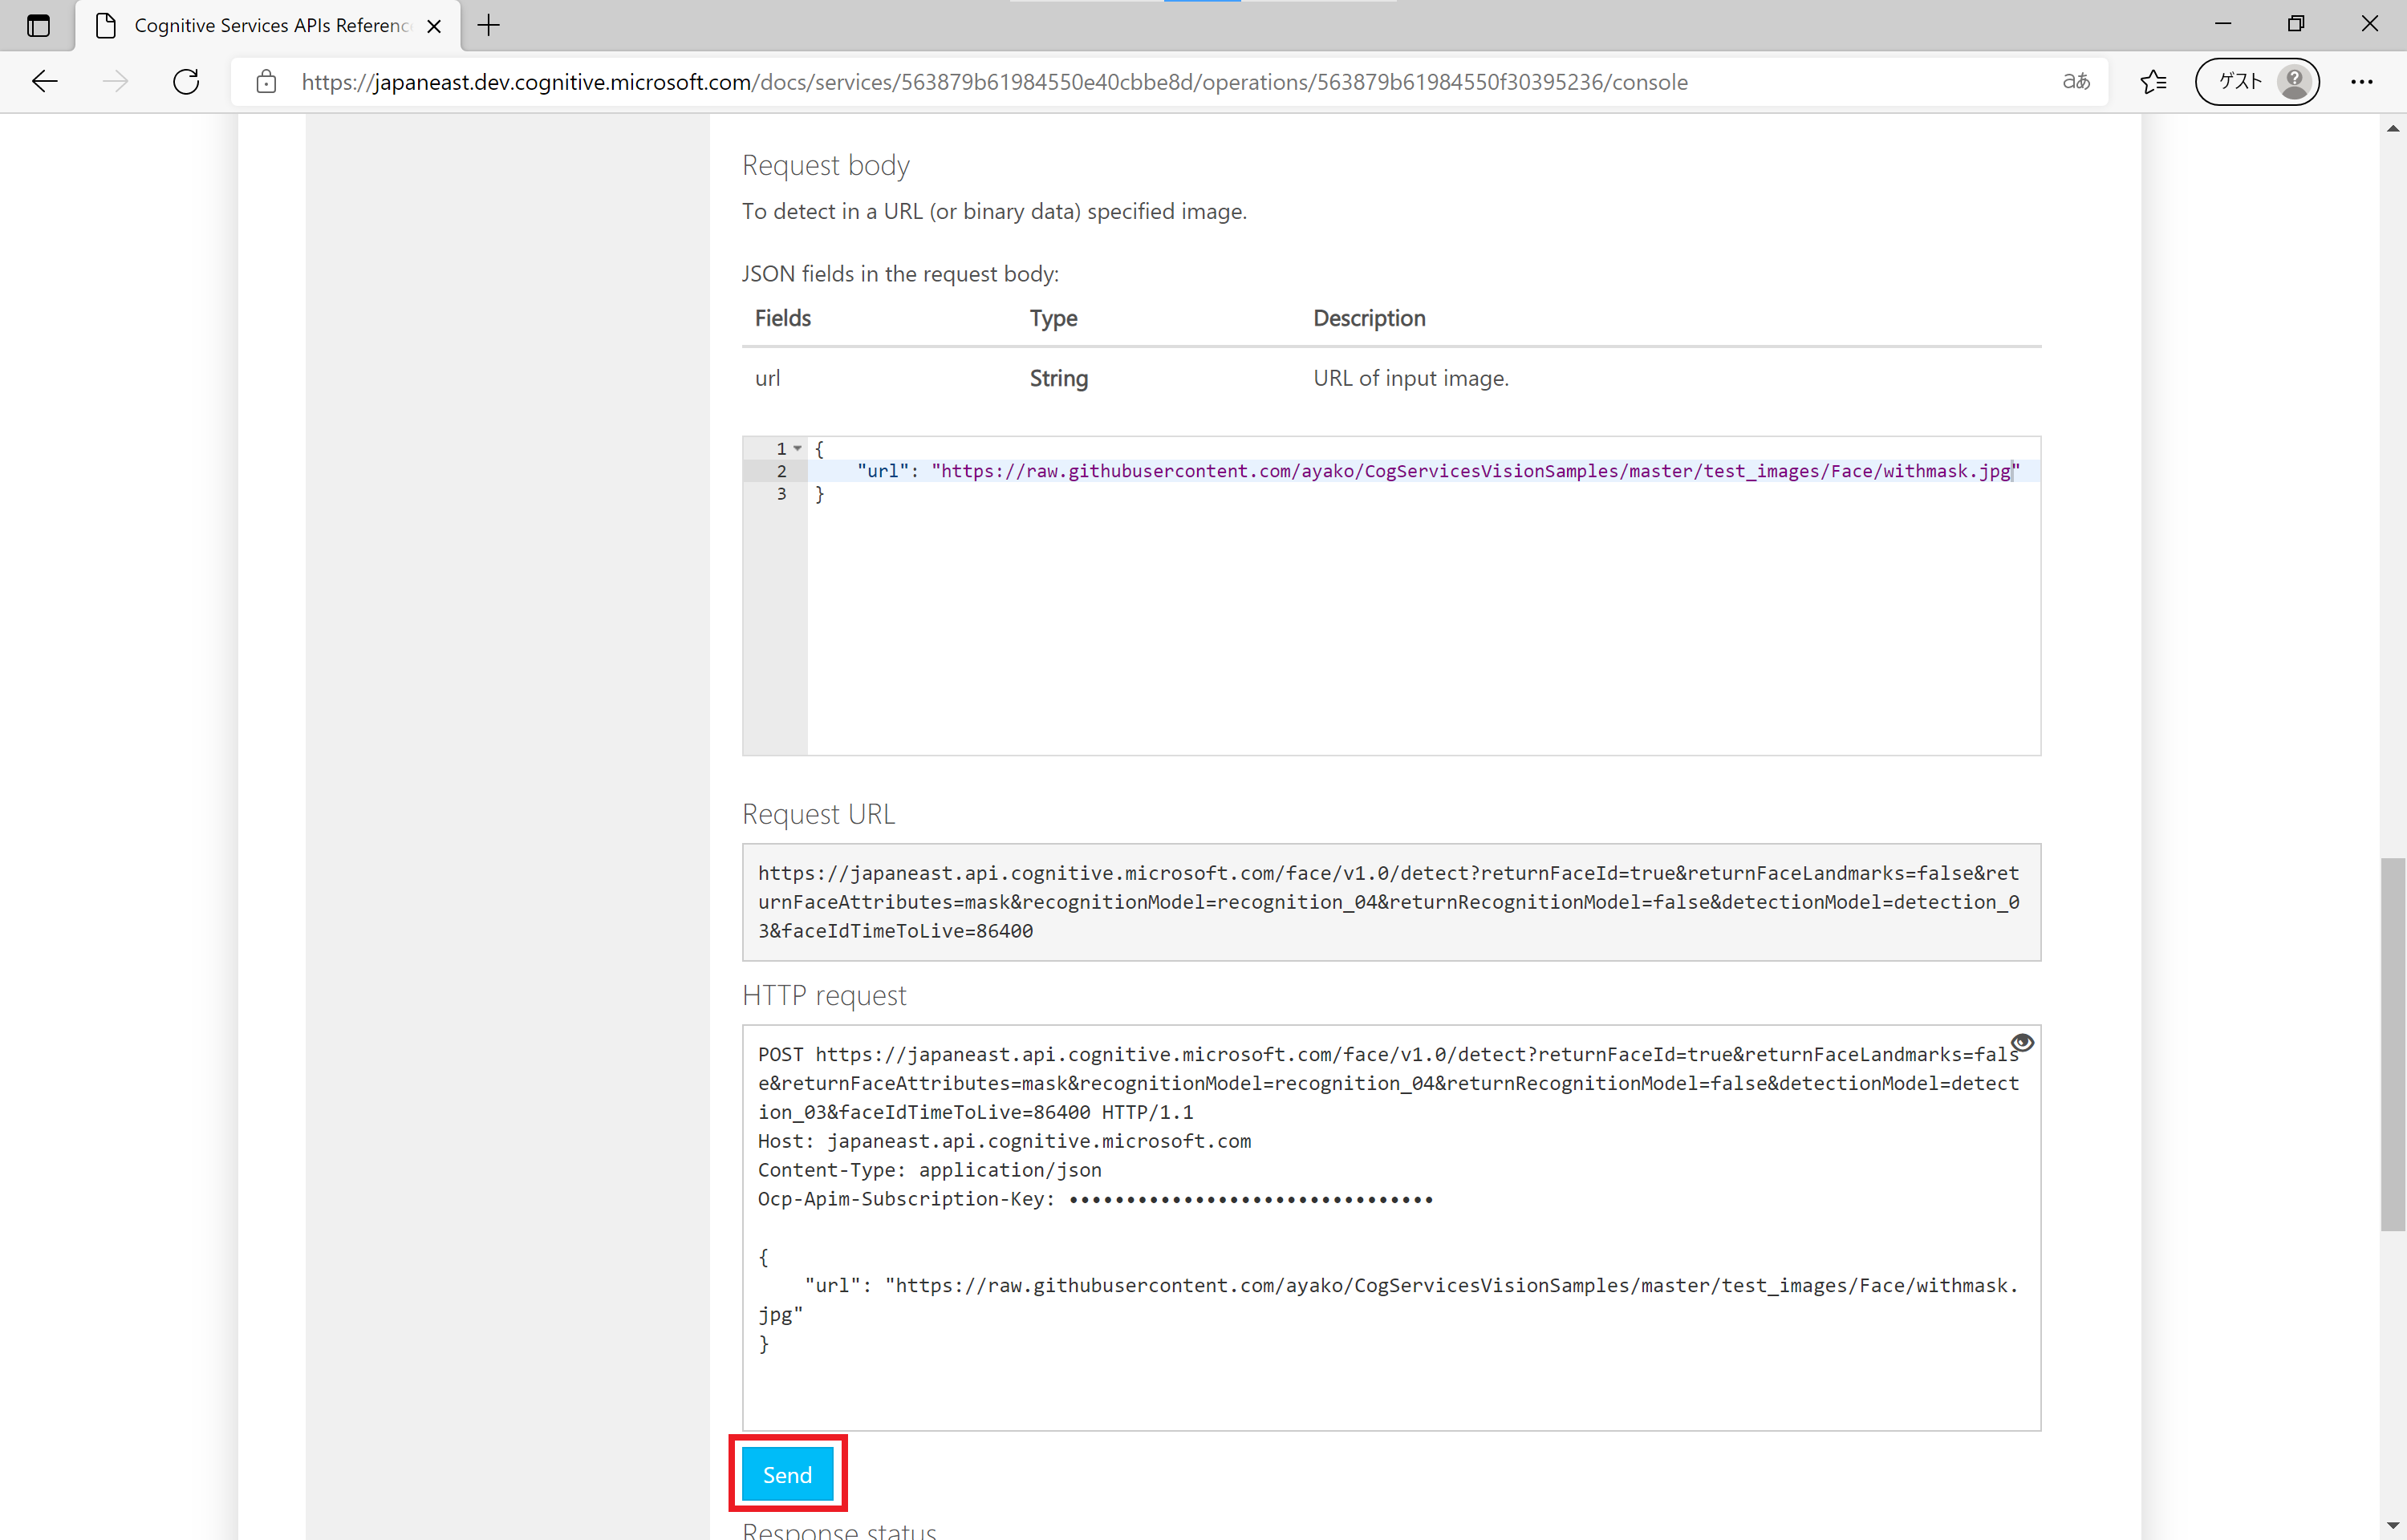 Cognitive Services APIs Referenc
https://japaneast.dev.cognitive.microsoft.com/docs/services/563879b61984550e40cbbe8d/operations/563879b61984550f30395236/console
aあ
ゲスト
Request body
To detect in a URL (or binary data) specified image.
JSON fields in the request body:
Fields Type Description
url String URL of input image.
1 {
2 "url": "https://raw.githubusercontent.com/ayako/CogServicesVisionSamples/master/test_images/Face/withmask.jpg"
3 }
Request URL
https://japaneast.api.cognitive.microsoft.com/face/v1.0/detect?returnFaceId=true&returnFaceLandmarks=false&ret
urnFaceAttributes=mask&recognitionModel=recognition_04&returnRecognitionModel=false&detectionModel=detection_0
3&faceIdTimeToLive=86400
HTTP request
POST https://japaneast.api.cognitive.microsoft.com/face/v1.0/detect?returnFaceId=true&returnFaceLandmarks=fals
e&returnFaceAttributes=mask&recognitionModel=recognition_04&returnRecognitionModel=false&detectionModel=detect
ion_03&faceIdTimeToLive=86400 HTTP/1.1
Host: japaneast.api.cognitive.microsoft.com
Content-Type: application/json
Ocp-Apim-Subscription-Key: ••••••••••••••••••••••••••••••••
{
"url": "https://raw.githubusercontent.com/ayako/CogServicesVisionSamples/master/test_images/Face/withmask.
jpg"
}
Send
Response status